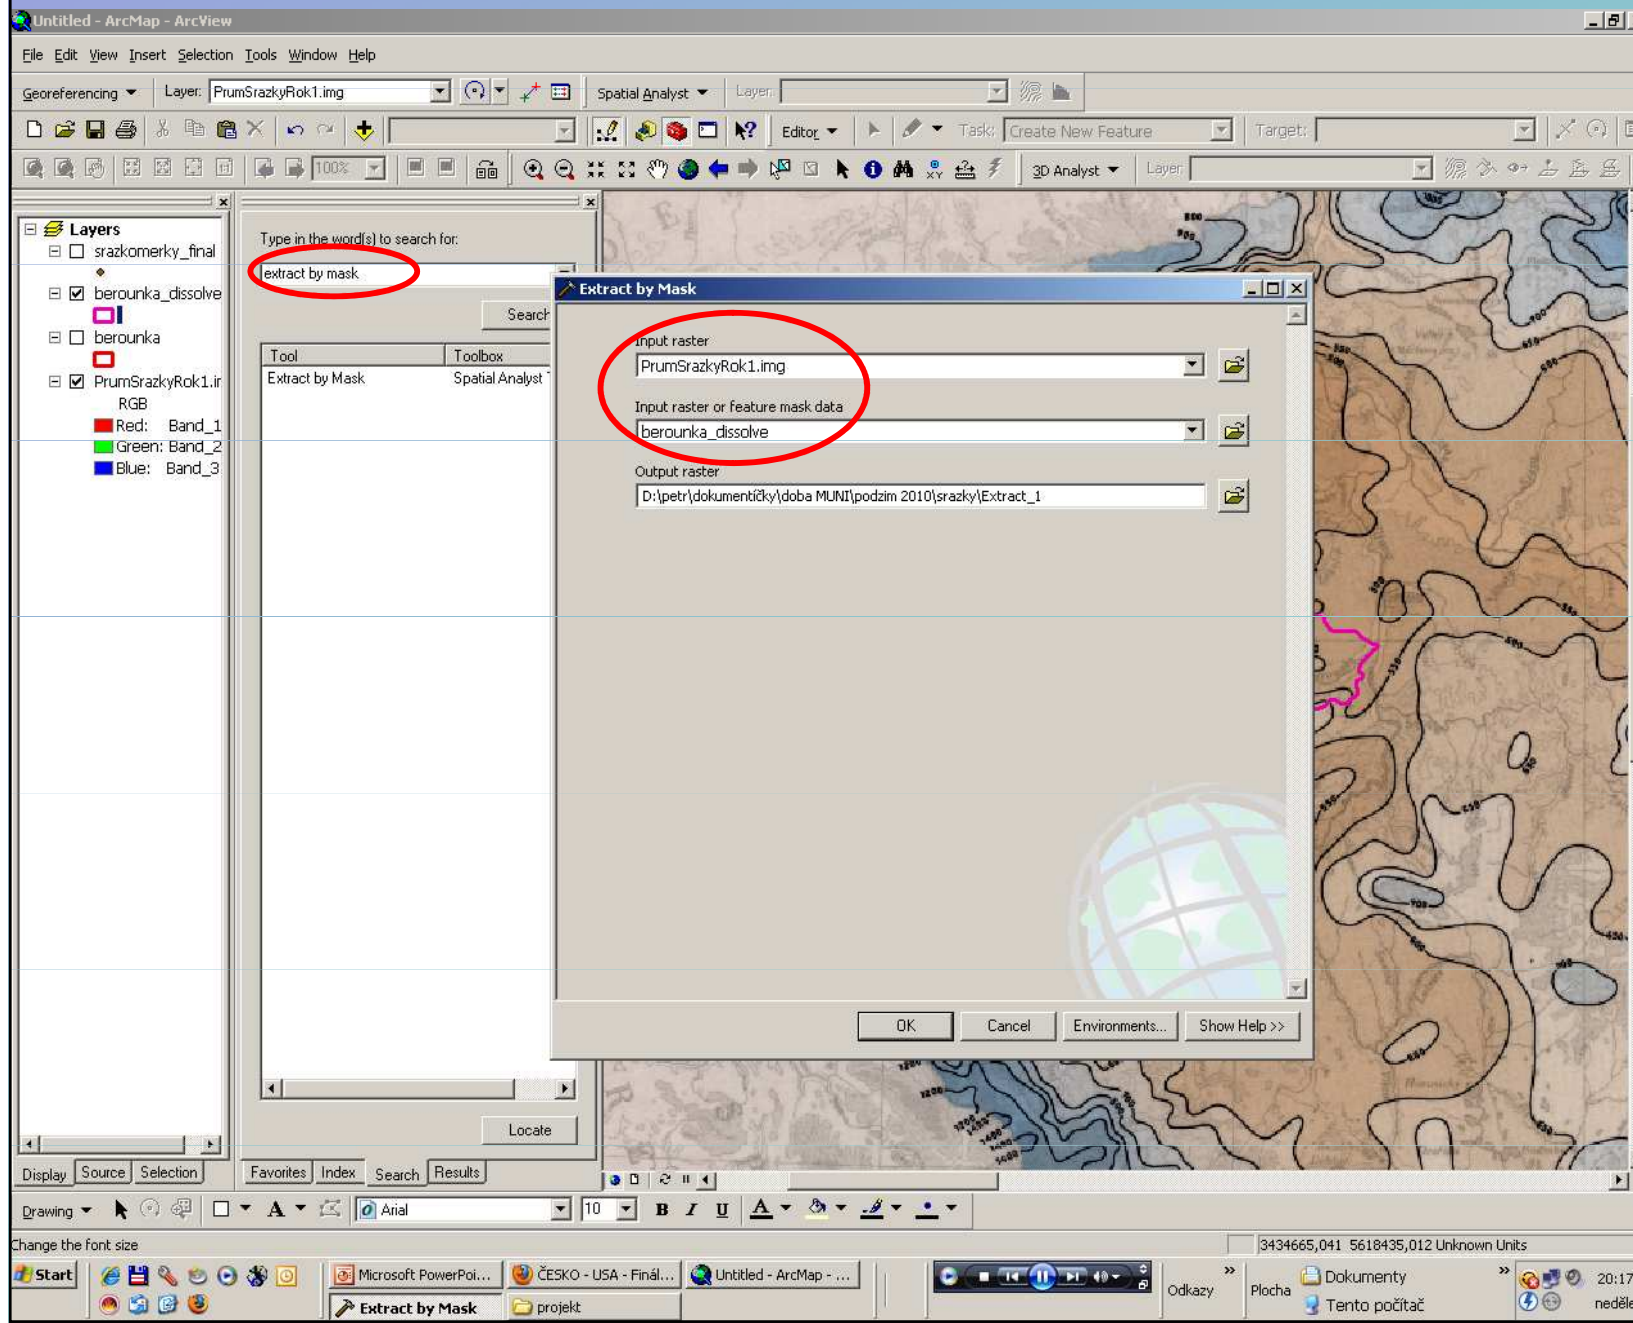 Untitled - ArcMap - ArcView
File Edit View Insert Selection Tools Window Help
Georeferencing Layer: PrumSrazkyRok1.img Spatial Analyst Layer:
Editor Task: Create New Feature Target:
100% 3D Analyst Layer:
Layers
srazkomerky_final
berounka_dissolve
berounka
PrumSrazkyRok1.ir
RGB
Red: Band_1
Green: Band_2
Blue: Band_3
Display Source Selection
Type in the word(s) to search for:
extract by mask
Search
Tool Toolbox
Extract by Mask Spatial Analyst
Locate
Favorites Index Search Results
Extract by Mask
Input raster
PrumSrazkyRok1.img
Input raster or feature mask data
berounka_dissolve
Output raster
D:\petr\dokumentíčky\doba MUNI\podzim 2010\srazky\Extract_1
OK Cancel Environments... Show Help >>
Drawing A Arial 10 B I U A
Change the font size
3434665,041 5618435,012 Unknown Units
Start Microsoft PowerPoi... ČESKO - USA - Finál... Untitled - ArcMap - ... Odkazy Plocha Dokumenty 20:17
Extract by Mask projekt Tento počítač neděle